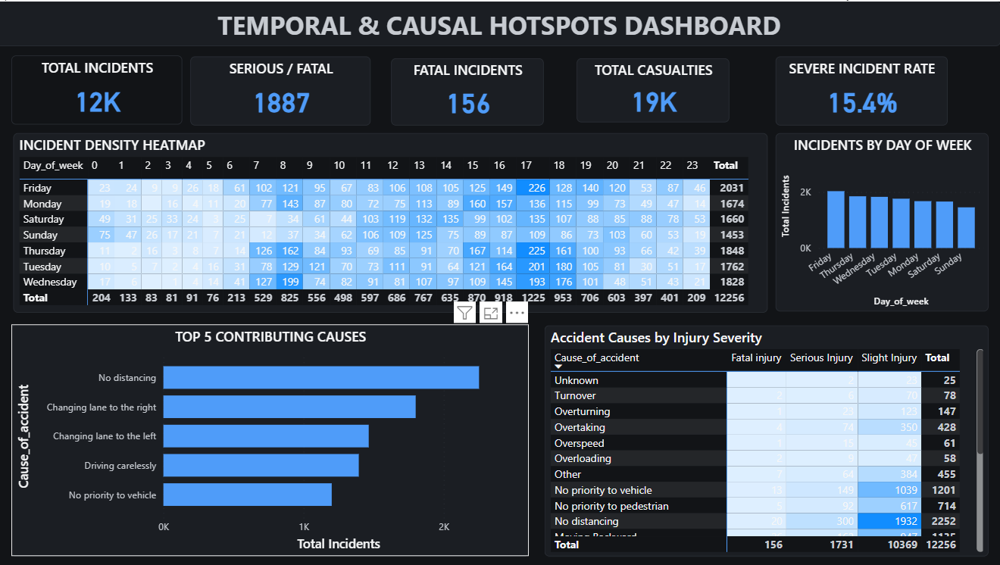 TEMPORAL & CAUSAL HOTSPOTS DASHBOARD
TOTAL INCIDENTS
12K
SERIOUS / FATAL
1887
FATAL INCIDENTS
156
TOTAL CASUALTIES
19K
SEVERE INCIDENT RATE
15.4%
INCIDENT DENSITY HEATMAP
Day_of_week 0 1 2 3 4 5 6 7 8 9 10 11 12 13 14 15 16 17 18 19 20 21 22 23 Total
Friday 23 24 9 9 26 18 61 102 121 95 67 83 106 108 105 125 149 226 128 140 120 53 87 46 2031
Monday 19 18 16 4 11 20 77 143 87 80 72 75 113 89 160 157 136 115 99 73 49 47 14 1674
Saturday 49 31 25 33 24 3 25 7 34 61 44 103 119 132 135 99 102 135 107 88 85 88 78 53 1660
Sunday 75 47 26 17 21 7 21 12 37 34 62 106 109 125 75 89 87 109 86 73 103 60 53 19 1453
Thursday 11 2 16 3 8 7 14 126 162 84 93 69 85 91 70 167 114 225 161 100 93 66 42 39 1848
Tuesday 10 5 7 2 4 16 31 78 129 121 70 73 111 91 64 121 164 201 180 105 81 30 51 17 1762
Wednesday 17 6 1 4 14 41 127 199 74 82 91 81 107 97 109 145 193 176 101 48 51 43 21 1828
Total 204 133 83 81 91 76 213 529 825 556 498 597 686 767 635 870 918 1225 953 706 603 397 401 209 12256
INCIDENTS BY DAY OF WEEK
Total Incidents
2K
0K
Friday
Thursday
Wednesday
Tuesday
Monday
Saturday
Sunday
Day_of_week
TOP 5 CONTRIBUTING CAUSES
Cause_of_accident
No distancing
Changing lane to the right
Changing lane to the left
Driving carelessly
No priority to vehicle
0K 1K 2K
Total Incidents
Accident Causes by Injury Severity
Cause_of_accident Fatal injury Serious Injury Slight Injury Total
Unknown 2 23 25
Turnover 2 6 70 78
Overturning 1 23 123 147
Overtaking 4 74 350 428
Overspeed 1 15 45 61
Overloading 2 9 47 58
Other 7 64 384 455
No priority to vehicle 13 149 1039 1201
No priority to pedestrian 5 92 617 714
No distancing 20 300 1932 2252
Total 156 1731 10369 12256